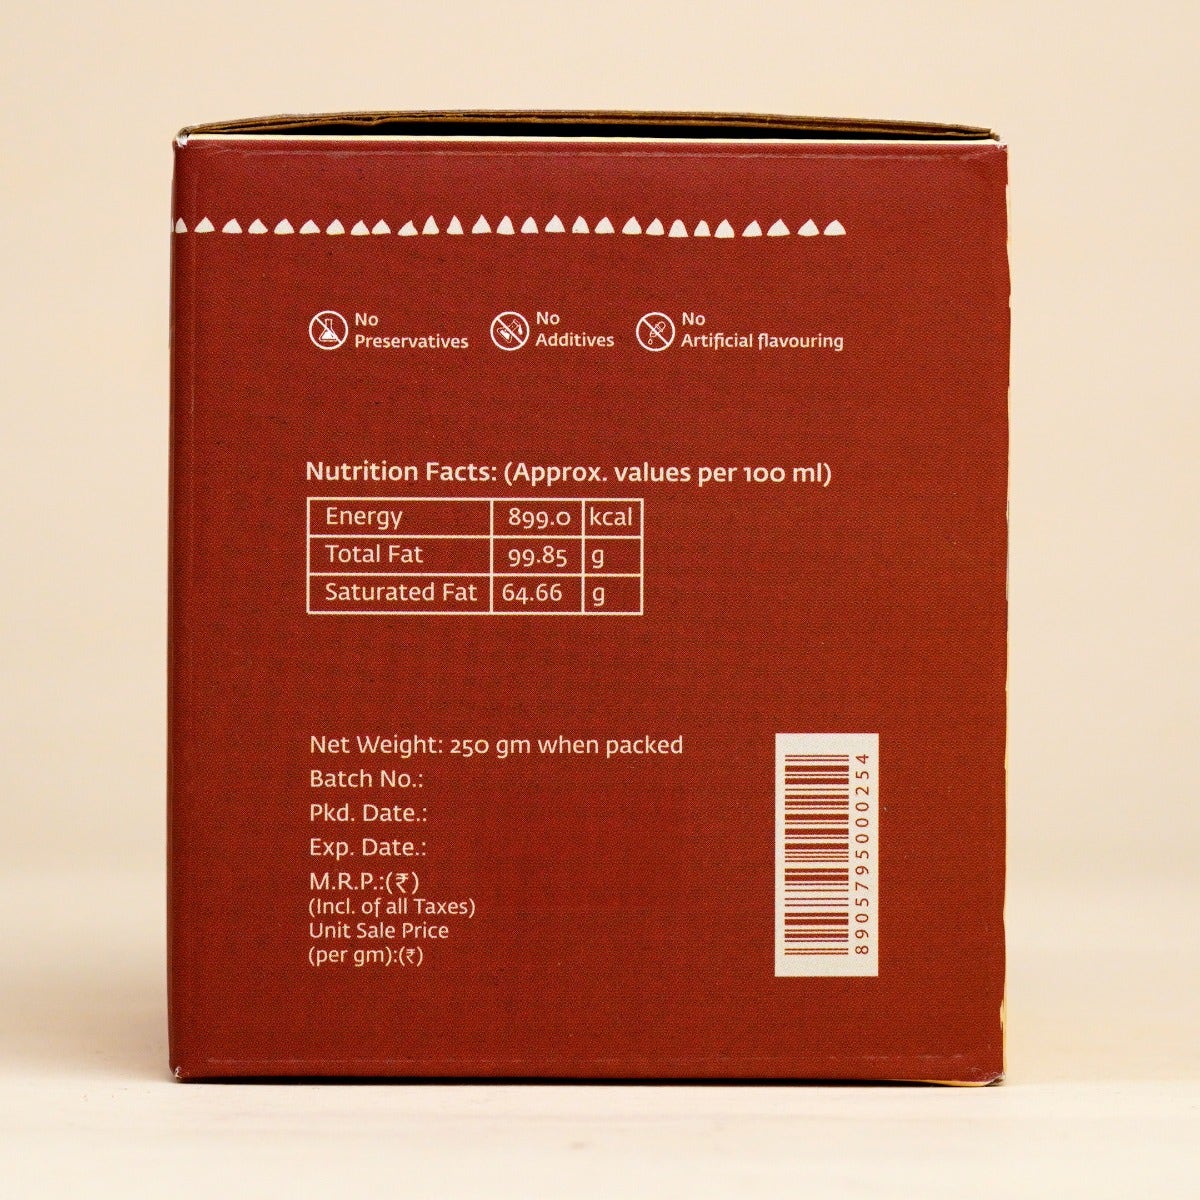 No
Preservatives
No
Additives
No
Artificial flavouring
Nutrition Facts: (Approx. values per 100 ml)
Energy 899.0 kcal
Total Fat 99.85 g
Saturated Fat 64.66 g
Net Weight: 250 gm when packed
Batch No.:
Pkd. Date.:
Exp. Date.:
M.R.P.:(₹)
(Incl. of all Taxes)
Unit Sale Price
(per gm):(₹)
8905795000254